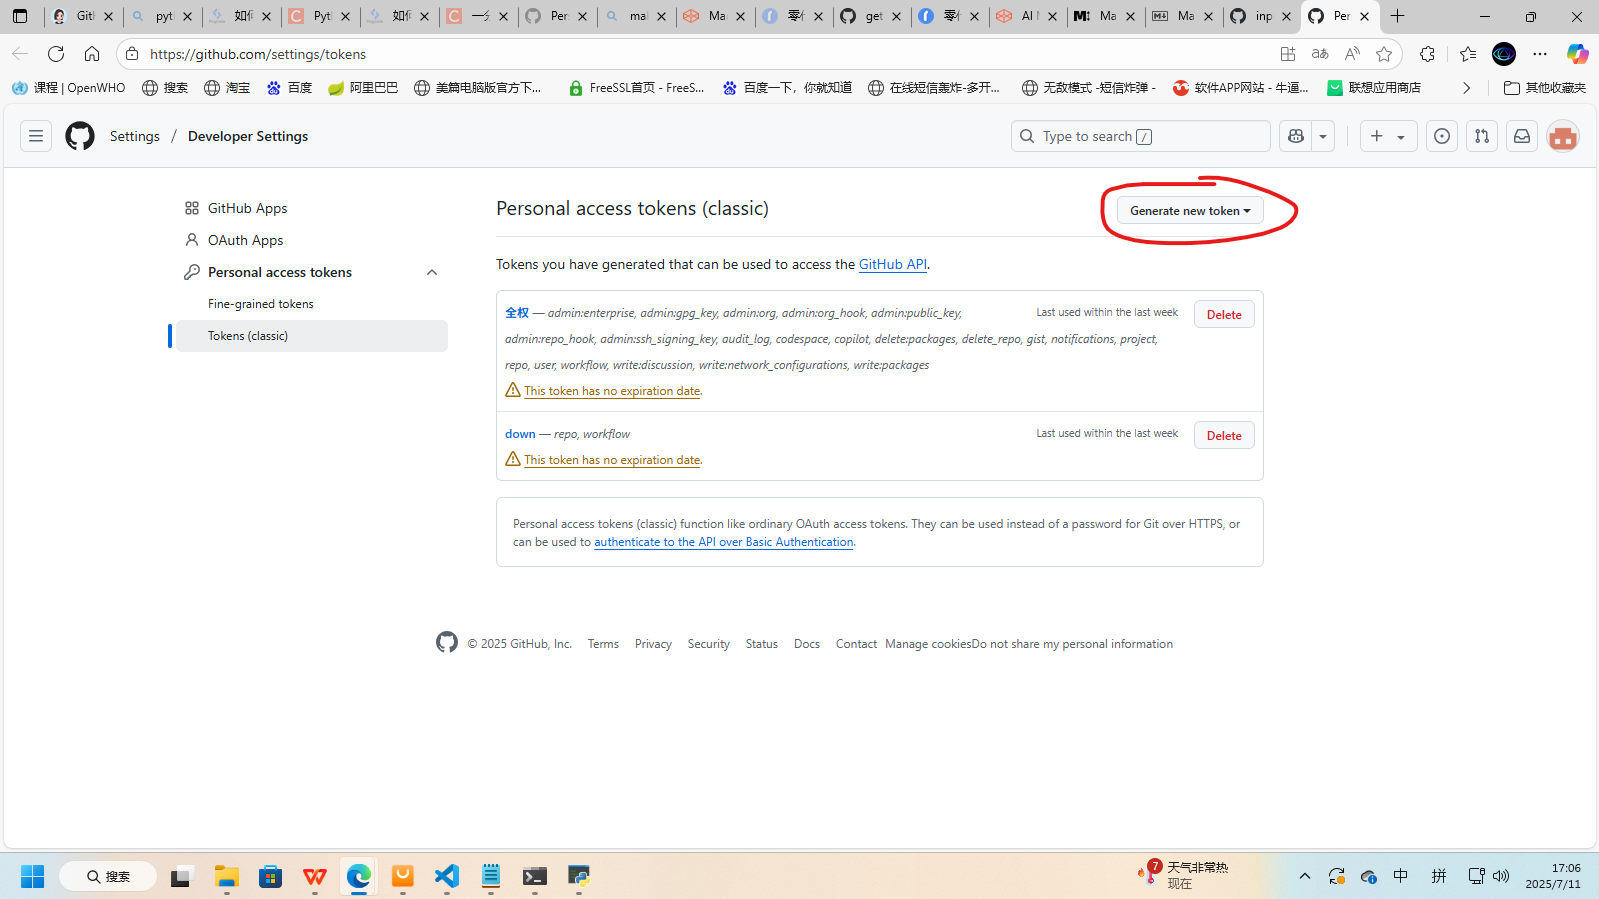 Git
pyth
如何
Pyth
如何
一分
Pers
mal
Ma
零什
get
零什
AI M
Ma
Ma
inp
Per
https://github.com/settings/tokens
课程 | OpenWHO
搜索
淘宝
百度
阿里巴巴
美篇电脑版官方下...
FreeSSL首页 - FreeS...
百度一下，你就知道
在线短信轰炸-多开...
无敌模式 -短信炸弹 -
软件APP网站 - 牛逼...
联想应用商店
其他收藏夹
Settings / Developer Settings
Type to search /
GitHub Apps
OAuth Apps
Personal access tokens
Fine-grained tokens
Tokens (classic)
Personal access tokens (classic)
Generate new token
Tokens you have generated that can be used to access the GitHub API.
全权 — admin:enterprise, admin:gpg_key, admin:org, admin:org_hook, admin:public_key,
admin:repo_hook, admin:ssh_signing_key, audit_log, codespace, copilot, delete:packages, delete_repo, gist, notifications, project,
repo, user, workflow, write:discussion, write:network_configurations, write:packages
Last used within the last week
Delete
This token has no expiration date.
down — repo, workflow
Last used within the last week
Delete
This token has no expiration date.
Personal access tokens (classic) function like ordinary OAuth access tokens. They can be used instead of a password for Git over HTTPS, or
can be used to authenticate to the API over Basic Authentication.
© 2025 GitHub, Inc. Terms Privacy Security Status Docs Contact Manage cookies Do not share my personal information
搜索
7
天气非常热
现在
中
拼
17:06
2025/7/11